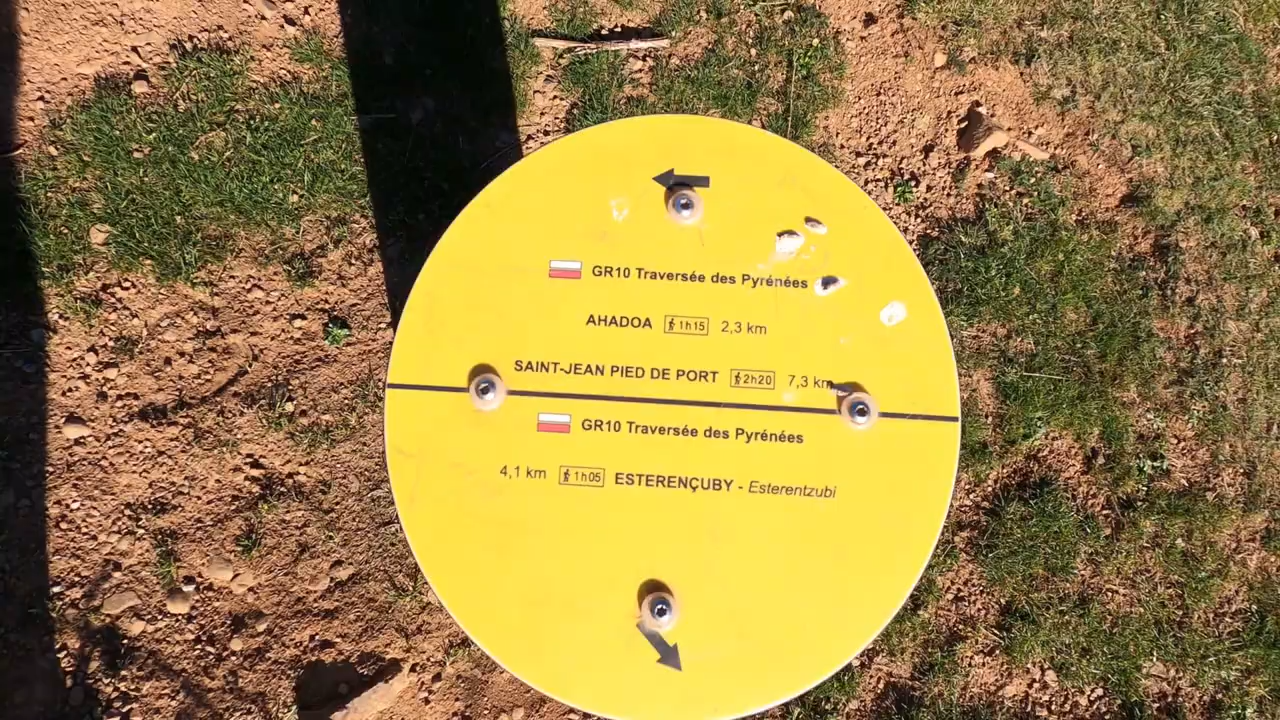 GR10 Traversée des Pyrénées
AHADOA 1h15 2,3 km
SAINT-JEAN PIED DE PORT 2h20 7,3 km
GR10 Traversée des Pyrénées
4,1 km 1h05 ESTERENÇUBY - Esterentzubi